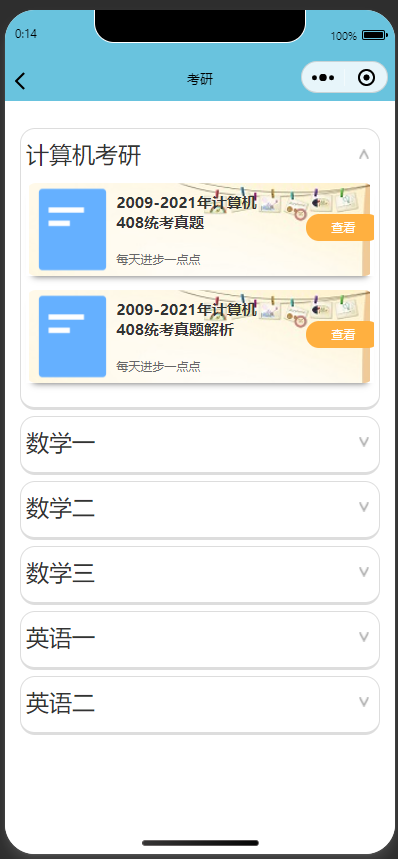 0:14
100%
考研
计算机考研
2009-2021年计算机
408统考真题
查看
每天进步一点点
2009-2021年计算机
408统考真题解析
查看
每天进步一点点
数学一
数学二
数学三
英语一
英语二